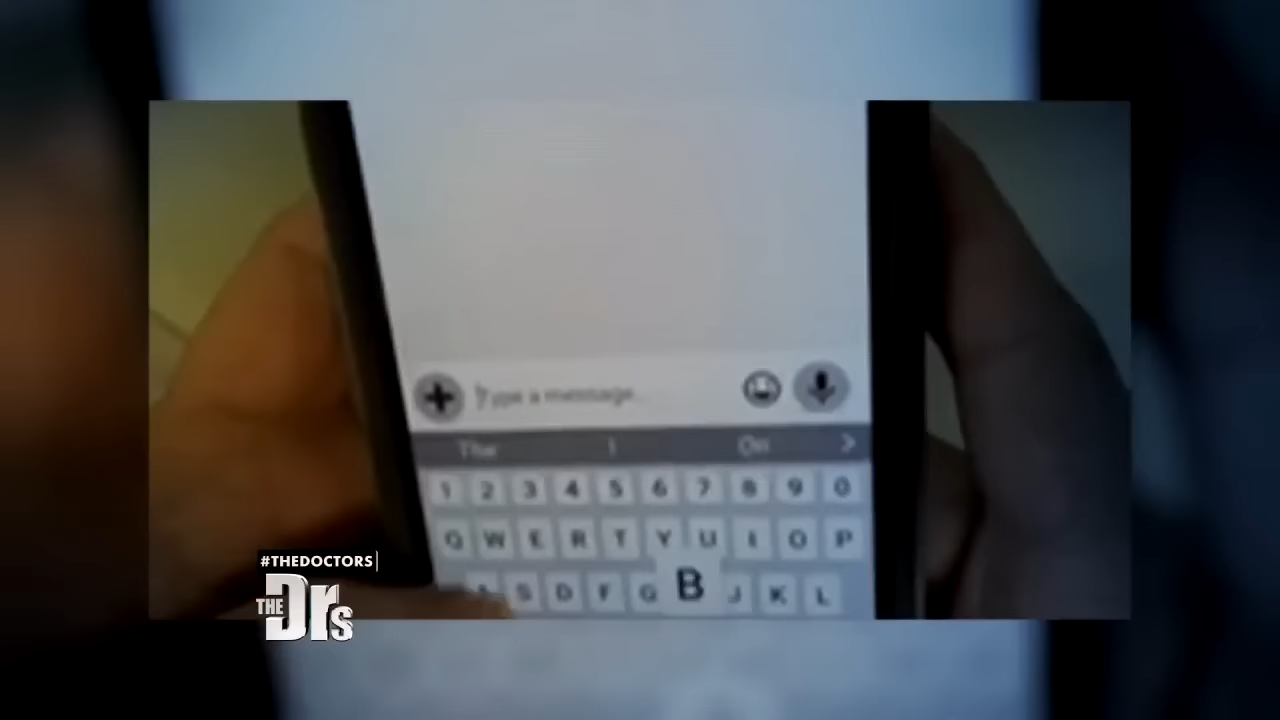 Type a message...
The I On >
1 2 3 4 5 6 7 8 9 0
Q W E R T Y U I O P
A S D F G B J K L
#THEDOCTORS
THE
Drs